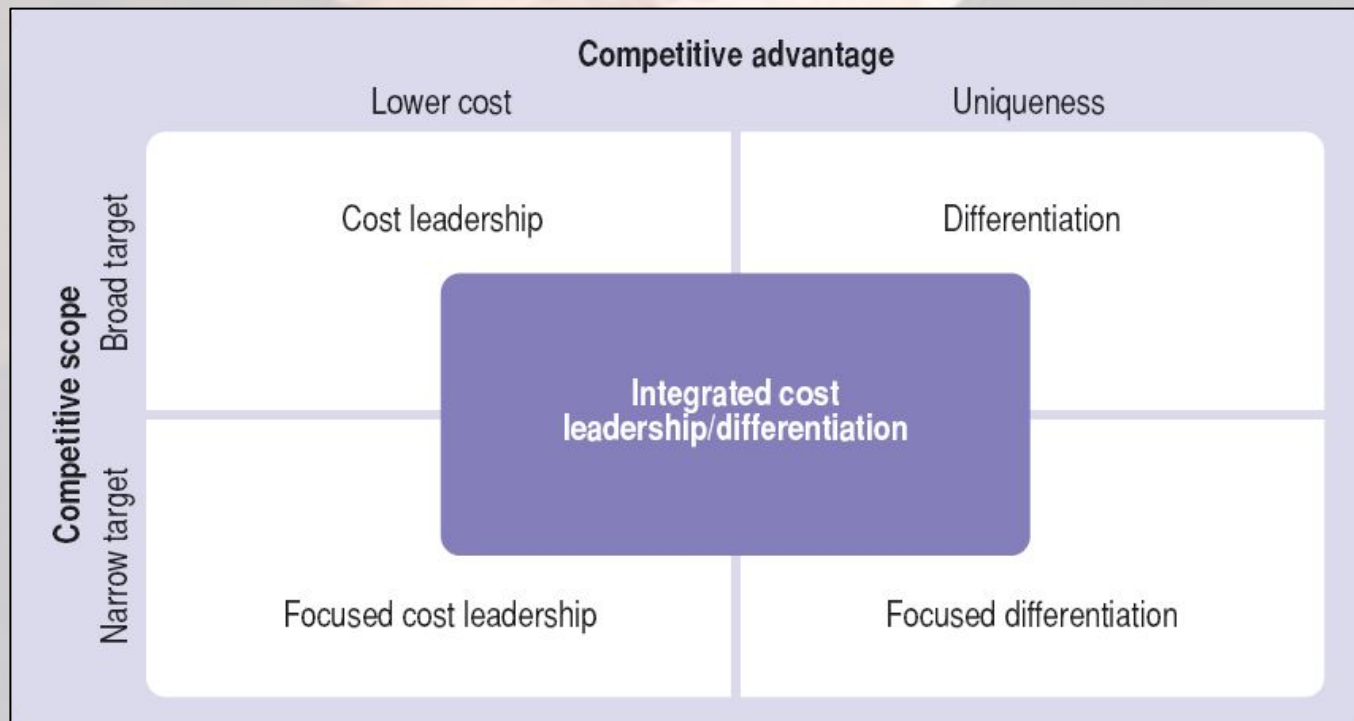 Competitive advantage
Lower cost
Uniqueness
Competitive scope
Broad target
Cost leadership
Differentiation
Integrated cost
leadership/differentiation
Narrow target
Focused cost leadership
Focused differentiation